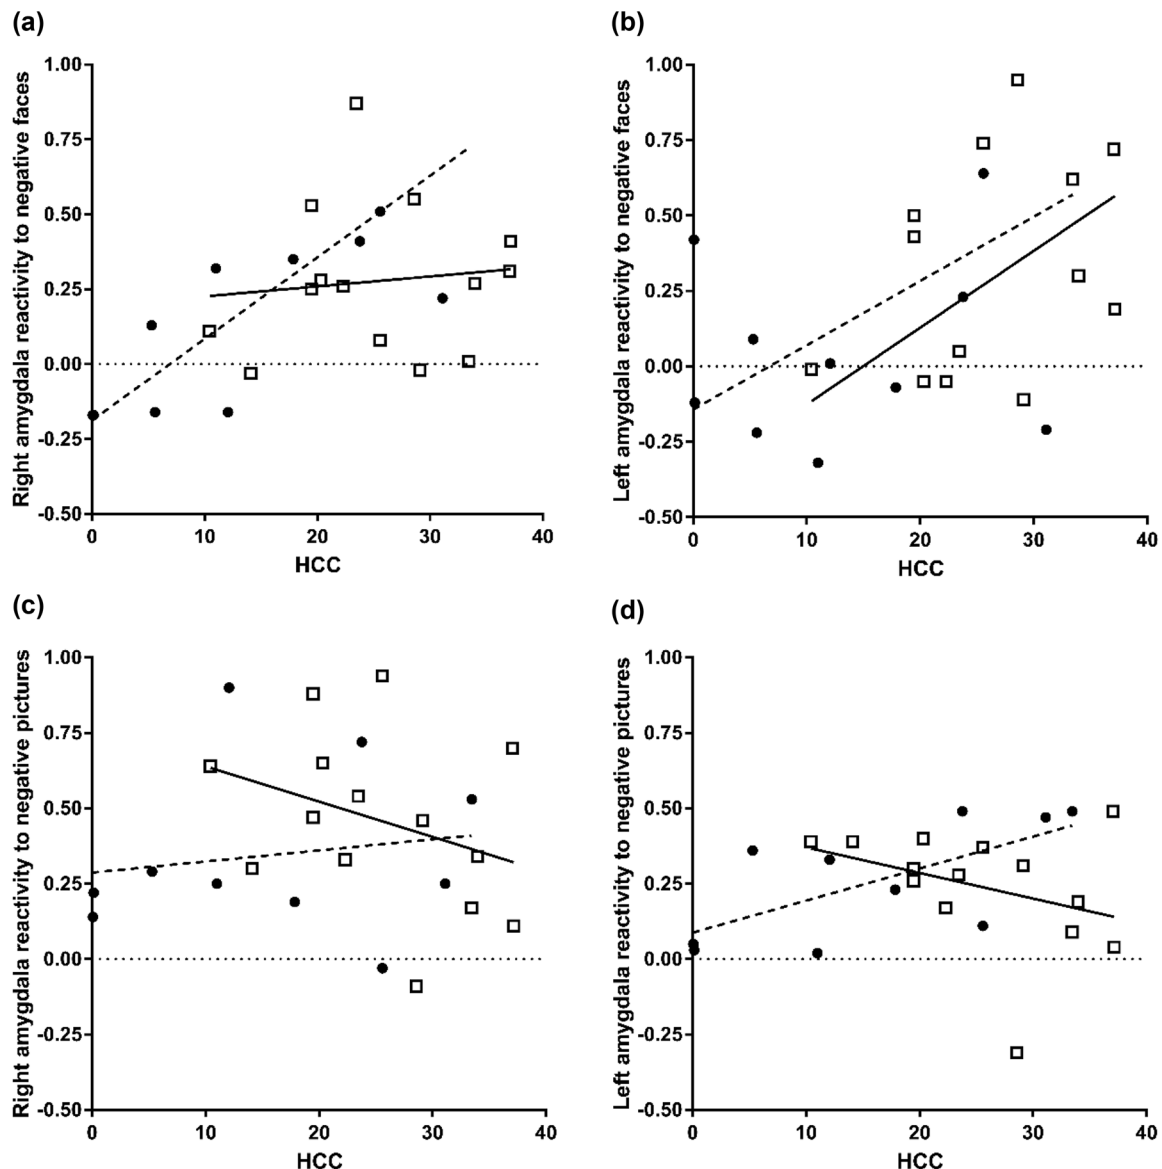 (a)
Right amygdala reactivity to negative faces
1.00
0.75
0.50
0.25
0.00
-0.25
-0.50
0 10 20 30 40
HCC
(b)
Left amygdala reactivity to negative faces
1.00
0.75
0.50
0.25
0.00
-0.25
-0.50
0 10 20 30 40
HCC
(c)
Right amygdala reactivity to negative pictures
1.00
0.75
0.50
0.25
0.00
-0.25
-0.50
0 10 20 30 40
HCC
(d)
Left amygdala reactivity to negative pictures
1.00
0.75
0.50
0.25
0.00
-0.25
-0.50
0 10 20 30 40
HCC